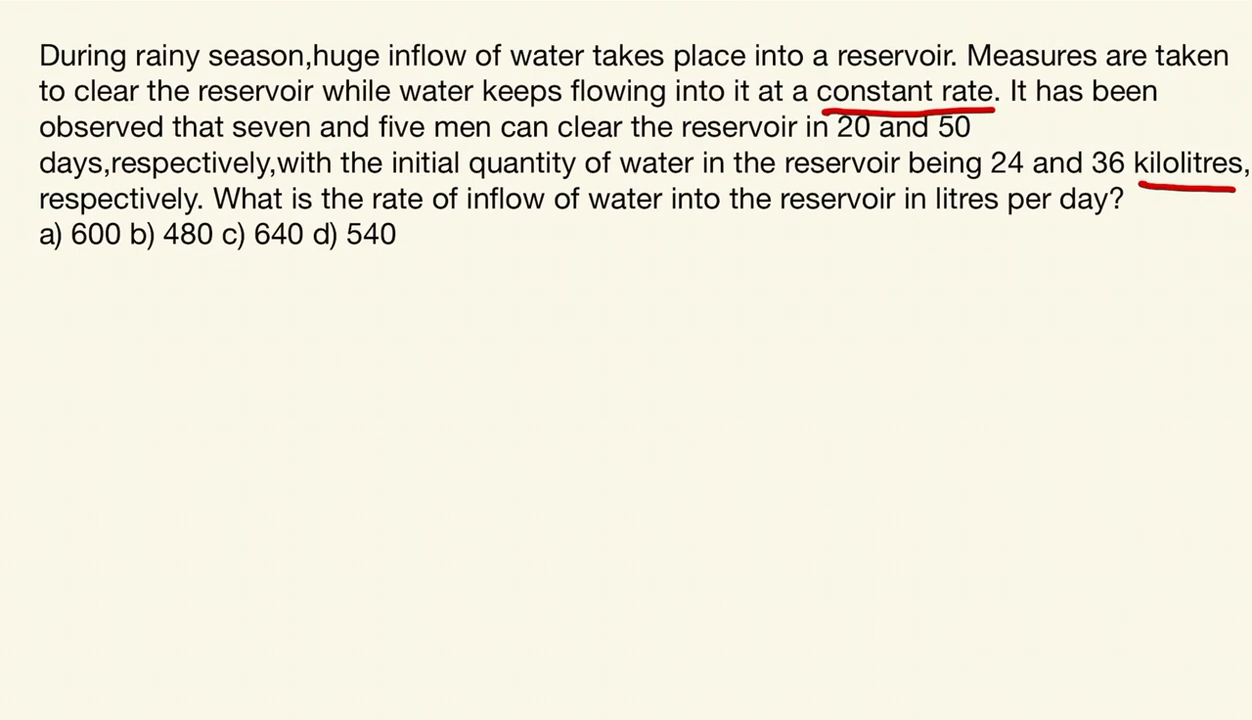 During rainy season,huge inflow of water takes place into a reservoir. Measures are taken
to clear the reservoir while water keeps flowing into it at a constant rate. It has been
observed that seven and five men can clear the reservoir in 20 and 50
days,respectively,with the initial quantity of water in the reservoir being 24 and 36 kilolitres,
respectively. What is the rate of inflow of water into the reservoir in litres per day?
a) 600 b) 480 c) 640 d) 540